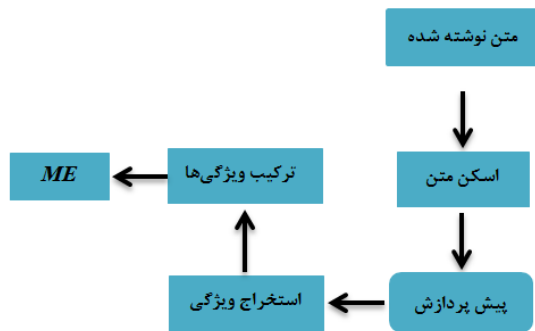 متن نوشته شده
اسکن متن
پیش پردازش
استخراج ویژگی
ترکیب ویژگی‌ها
ME